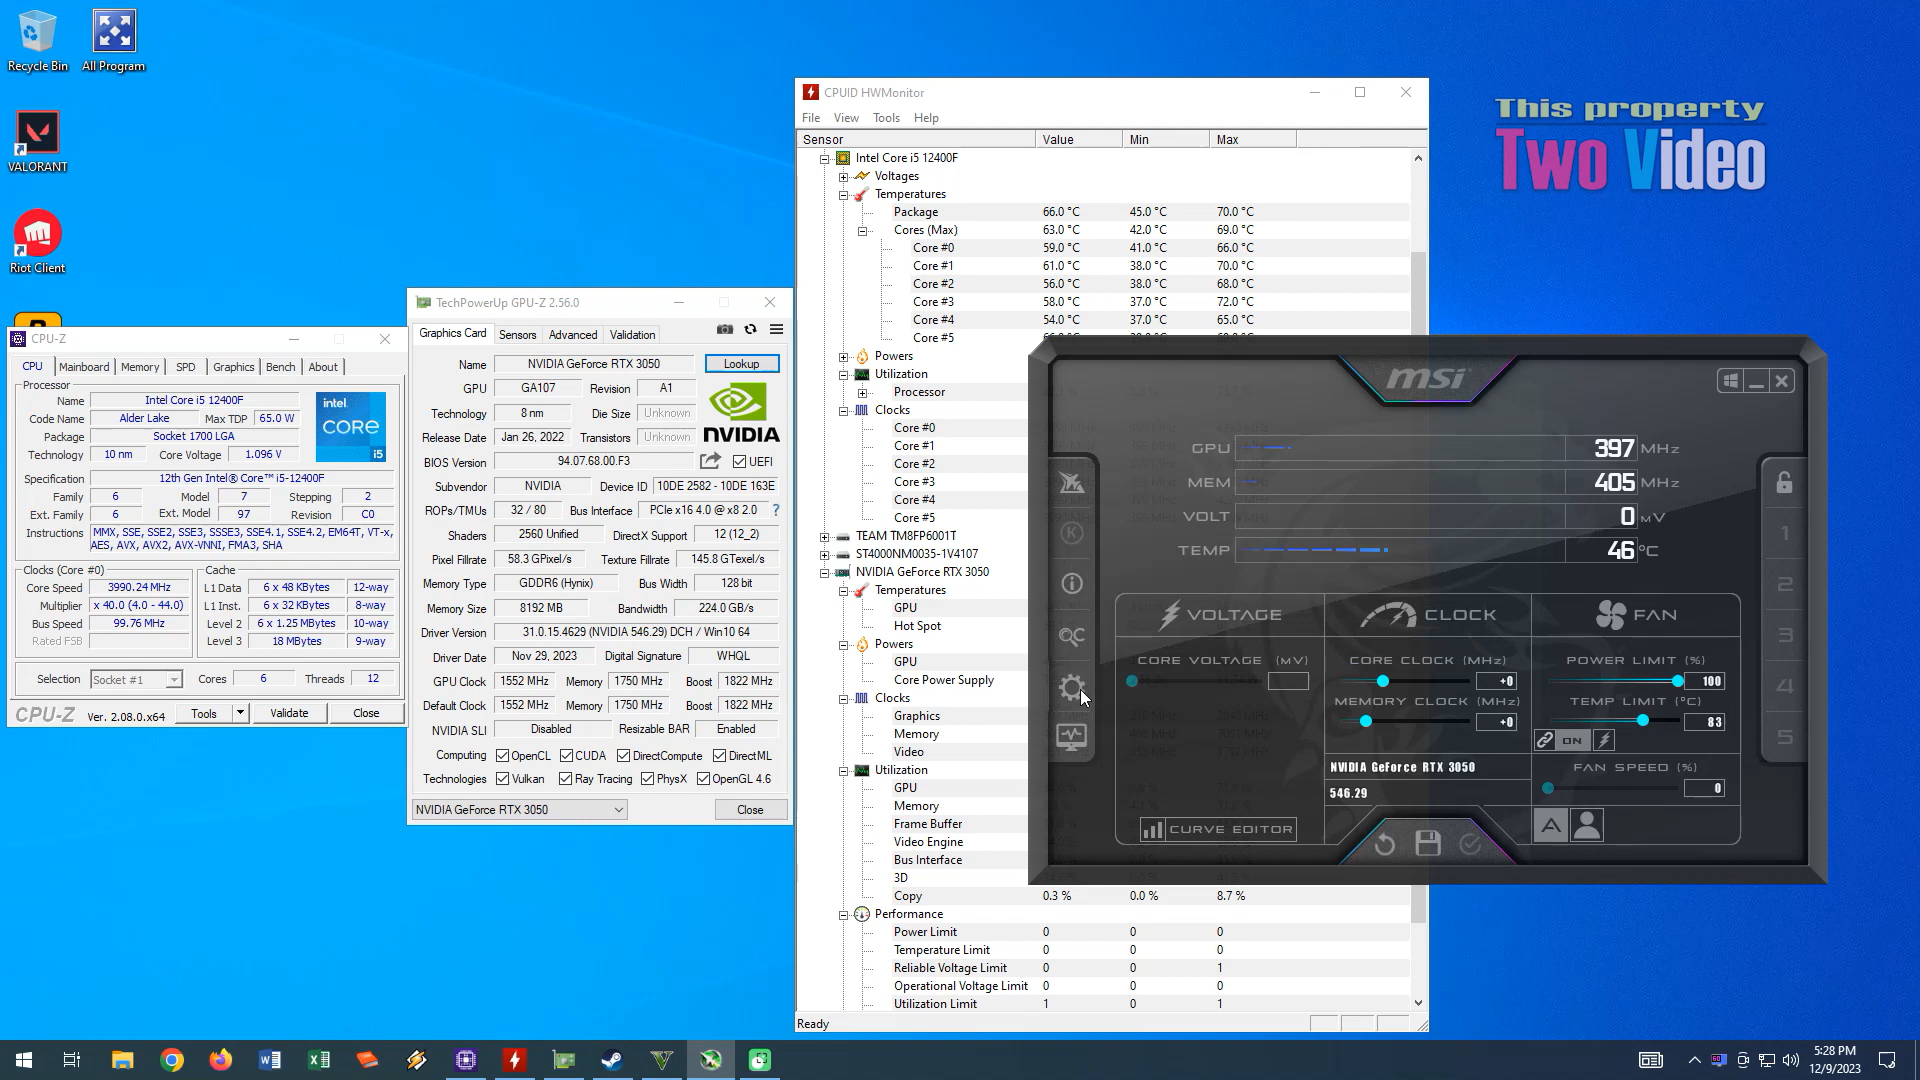 Recycle Bin
All Program
VALORANT
Riot Client
This property
Two Video
CPU-Z
CPU Mainboard Memory SPD Graphics Bench About
Processor
Name Intel Core i5 12400F
Code Name Alder Lake Max TDP 65.0 W
Package Socket 1700 LGA
Technology 10 nm Core Voltage 1.096 V
intel
CORE
i5
Specification 12th Gen Intel® Core™ i5-12400F
Family 6 Model 7 Stepping 2
Ext. Family 6 Ext. Model 97 Revision C0
Instructions MMX, SSE, SSE2, SSE3, SSSE3, SSE4.1, SSE4.2, EM64T, VT-x,
AES, AVX, AVX2, AVX-VNNI, FMA3, SHA
Clocks (Core #0)
Core Speed 3990.24 MHz
Multiplier x 40.0 (4.0 - 44.0)
Bus Speed 99.76 MHz
Rated FSB
Cache
L1 Data 6 x 48 KBytes 12-way
L1 Inst. 6 x 32 KBytes 8-way
Level 2 6 x 1.25 MBytes 10-way
Level 3 18 MBytes 9-way
Selection Socket #1 Cores 6 Threads 12
CPU-Z Ver. 2.08.0.x64 Tools Validate Close
TechPowerUp GPU-Z 2.56.0
Graphics Card Sensors Advanced Validation
Name NVIDIA GeForce RTX 3050 Lookup
GPU GA107 Revision A1
Technology 8 nm Die Size Unknown
Release Date Jan 26, 2022 Transistors Unknown
NVIDIA
BIOS Version 94.07.68.00.F3 UEFI
Subvendor NVIDIA Device ID 10DE 2582 - 10DE 163E
ROPs/TMUs 32 / 80 Bus Interface PCIe x16 4.0 @ x8 2.0 ?
Shaders 2560 Unified DirectX Support 12 (12_2)
Pixel Fillrate 58.3 GPixel/s Texture Fillrate 145.8 GTexel/s
Memory Type GDDR6 (Hynix) Bus Width 128 bit
Memory Size 8192 MB Bandwidth 224.0 GB/s
Driver Version 31.0.15.4629 (NVIDIA 546.29) DCH / Win10 64
Driver Date Nov 29, 2023 Digital Signature WHQL
GPU Clock 1552 MHz Memory 1750 MHz Boost 1822 MHz
Default Clock 1552 MHz Memory 1750 MHz Boost 1822 MHz
NVIDIA SLI Disabled Resizable BAR Enabled
Computing OpenCL CUDA DirectCompute DirectML
Technologies Vulkan Ray Tracing PhysX OpenGL 4.6
NVIDIA GeForce RTX 3050 Close
CPUID HWMonitor
File View Tools Help
Sensor Value Min Max
Intel Core i5 12400F
Voltages
Temperatures
Package 66.0 °C 45.0 °C 70.0 °C
Cores (Max) 63.0 °C 42.0 °C 69.0 °C
Core #0 59.0 °C 41.0 °C 66.0 °C
Core #1 61.0 °C 38.0 °C 70.0 °C
Core #2 56.0 °C 38.0 °C 68.0 °C
Core #3 58.0 °C 37.0 °C 72.0 °C
Core #4 54.0 °C 37.0 °C 65.0 °C
Core #5
Powers
Utilization
Processor
Clocks
Core #0
Core #1
Core #2
Core #3
Core #4
Core #5
TEAM TM8FP6001T
ST4000NM0035-1V4107
NVIDIA GeForce RTX 3050
Temperatures
GPU
Hot Spot
Powers
GPU
Core Power Supply
Clocks
Graphics
Memory
Video
Utilization
GPU
Memory
Frame Buffer
Video Engine
Bus Interface
3D
Copy 0.3 % 0.0 % 8.7 %
Performance
Power Limit 0 0 0
Temperature Limit 0 0 0
Reliable Voltage Limit 0 0 1
Operational Voltage Limit 0 0 0
Utilization Limit 1 0 1
Ready
msi
GPU 397 MHz
MEM 405 MHz
VOLT 0 mV
TEMP 46 °C
K
1
2
3
4
5
VOLTAGE
CORE VOLTAGE (MV)
CURVE EDITOR
CLOCK
CORE CLOCK (MHz)
+0
MEMORY CLOCK (MHz)
+0
NVIDIA GeForce RTX 3050
546.29
FAN
POWER LIMIT (%)
100
TEMP LIMIT (°C)
83
ON
FAN SPEED (%)
0
A
5:28 PM
12/9/2023